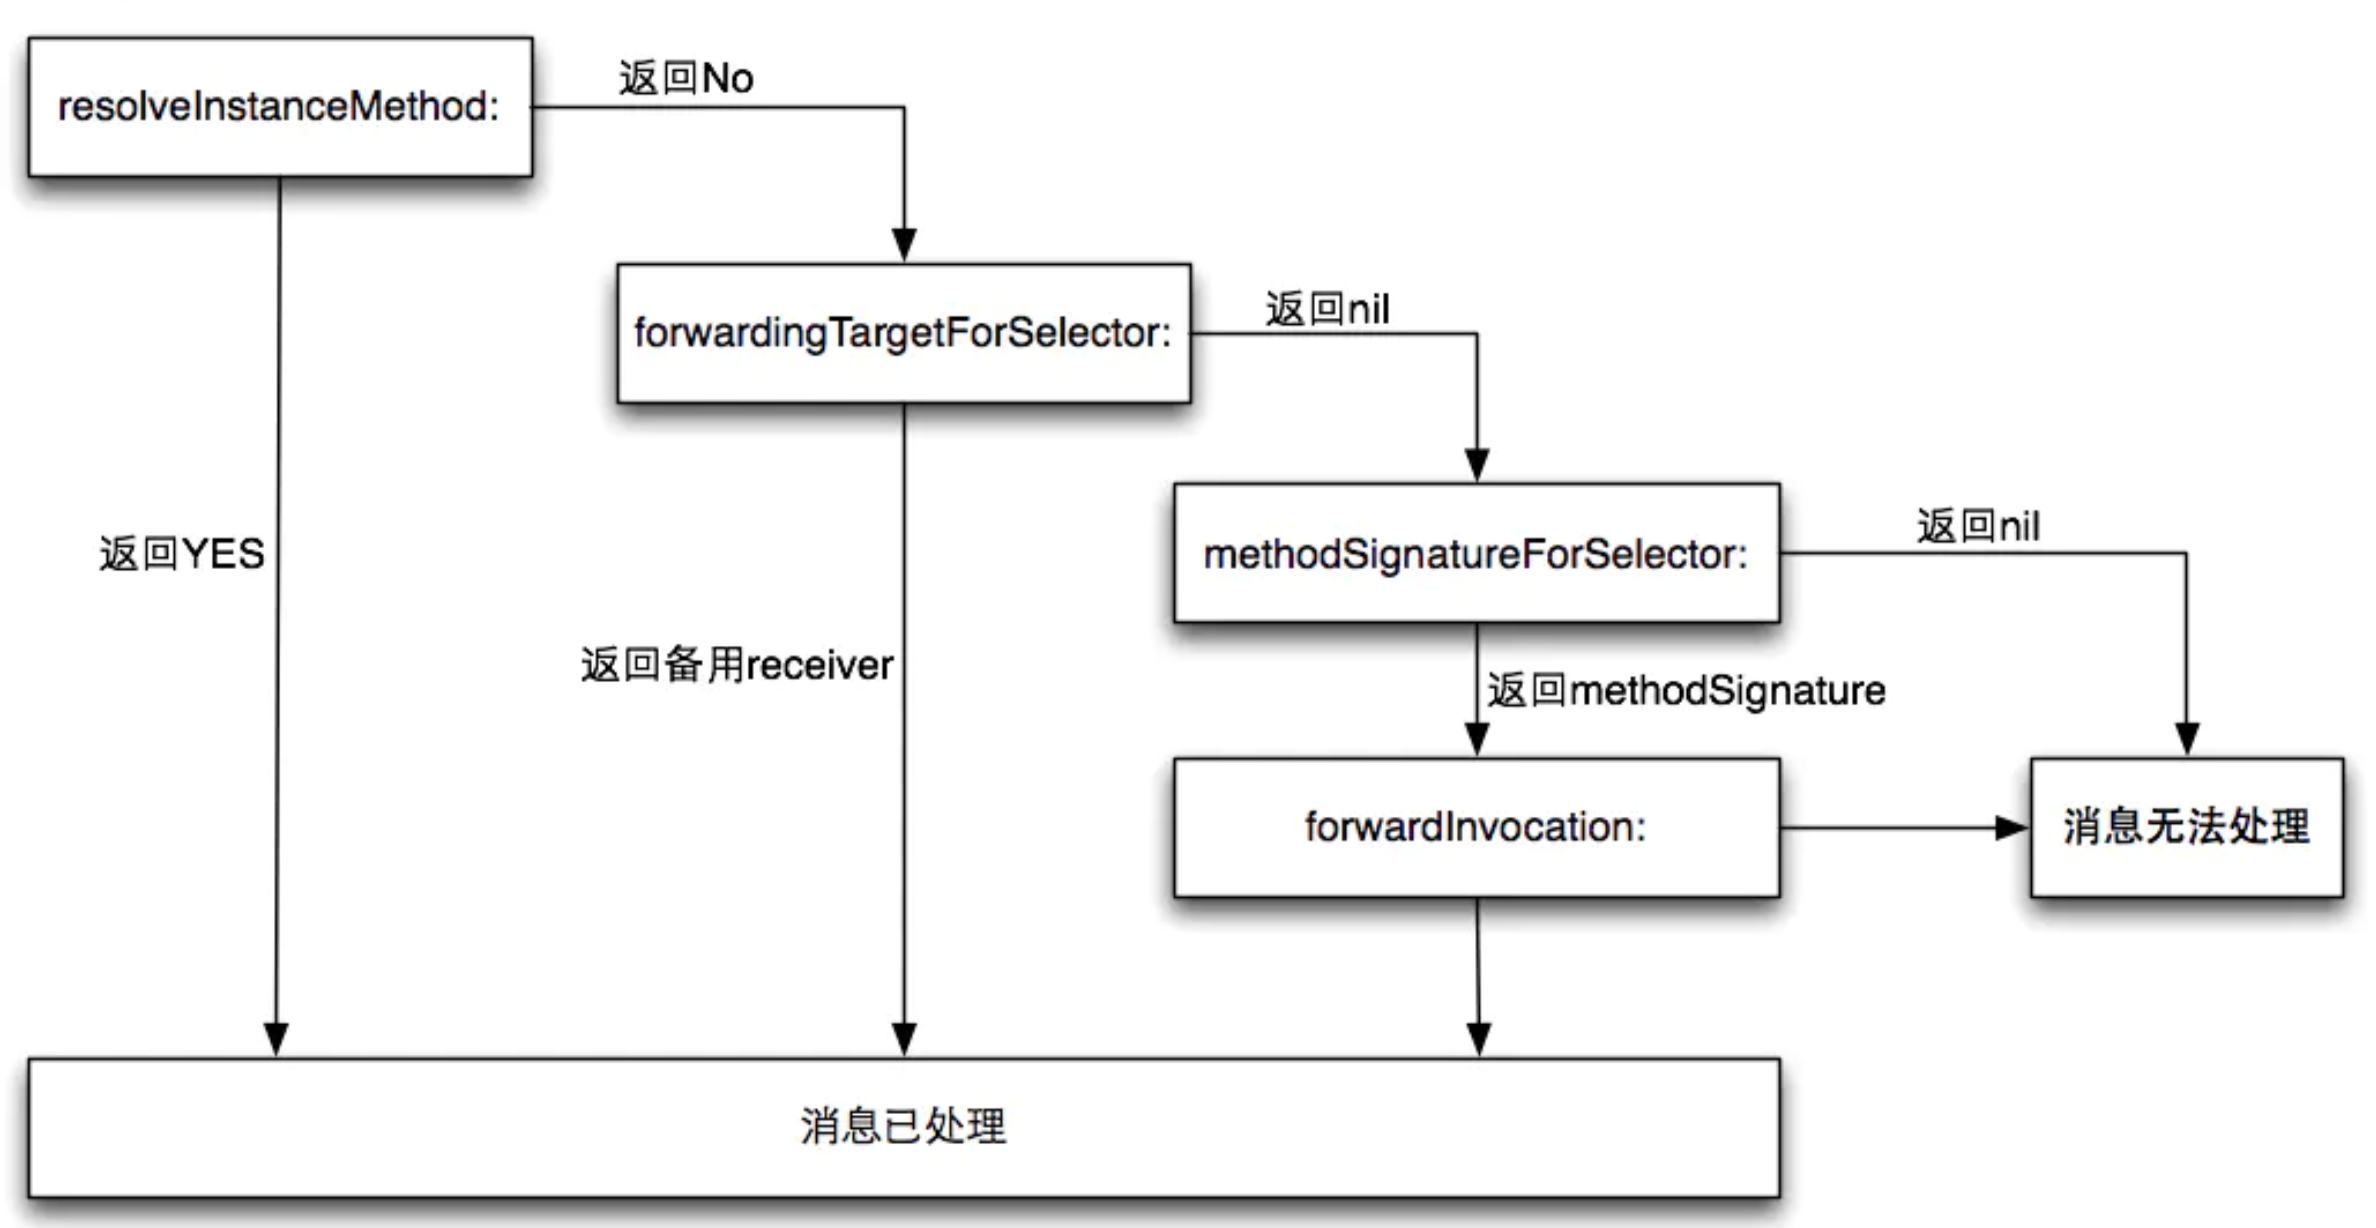 返回No
resolveInstanceMethod:
返回nil
forwardingTargetForSelector:
返回nil
返回YES
methodSignatureForSelector:
返回备用receiver
返回methodSignature
forwardInvocation:
消息无法处理
消息已处理